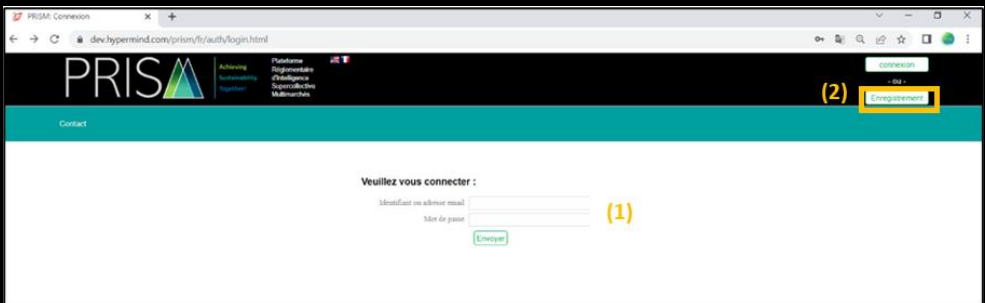 PRISM: Connexion
dev.hypermind.com/prism/fr/auth/login.html
PRISM
Achieving
Sustainability
Together!
Plateforme
Réglementaire
d'Intelligence
Supercollective
Multimarchés
connexion
- ou -
(2)
Enregistrement
Contact
Veuillez vous connecter :
Identifiant ou adresse email
Mot de passe
(1)
Envoyer